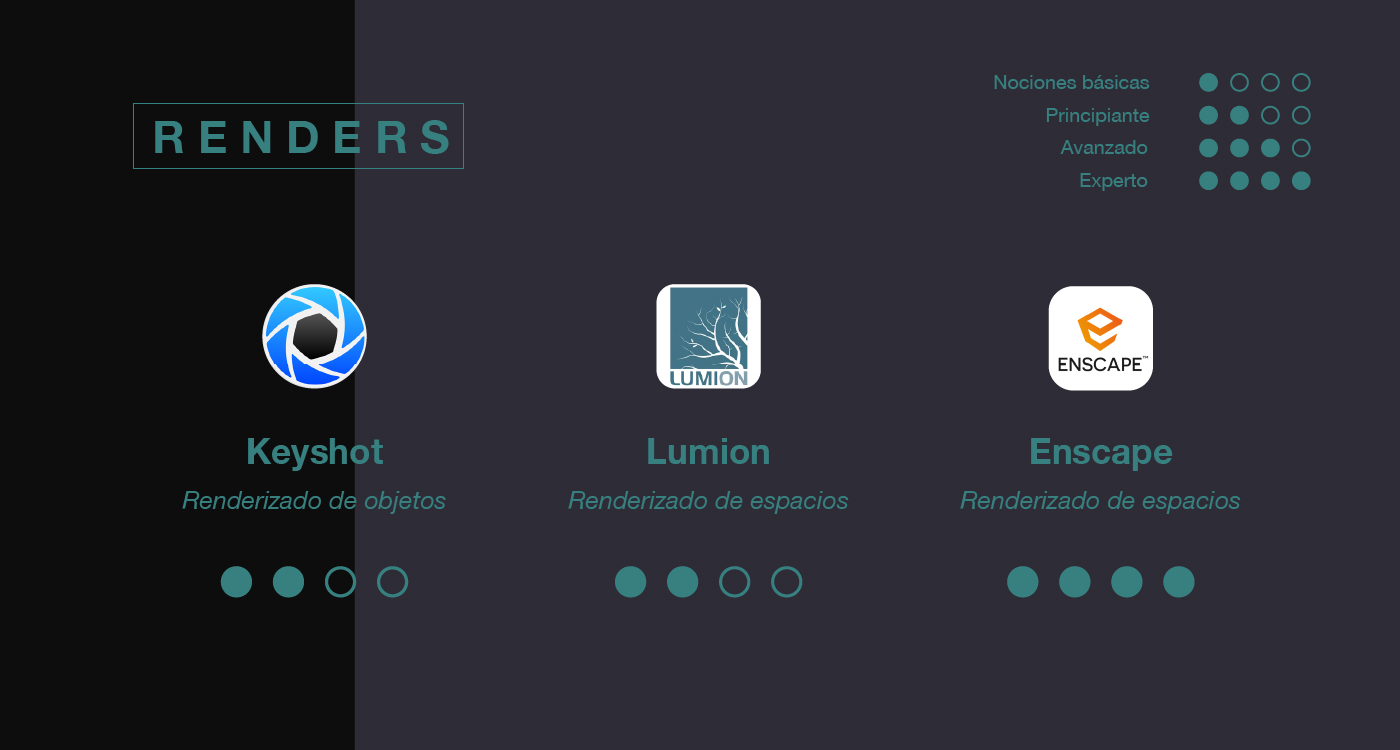 RENDERS
Nociones básicas
Principiante
Avanzado
Experto
LUMION
ENSCAPE™
Keyshot
Lumion
Enscape
Renderizado de objetos
Renderizado de espacios
Renderizado de espacios